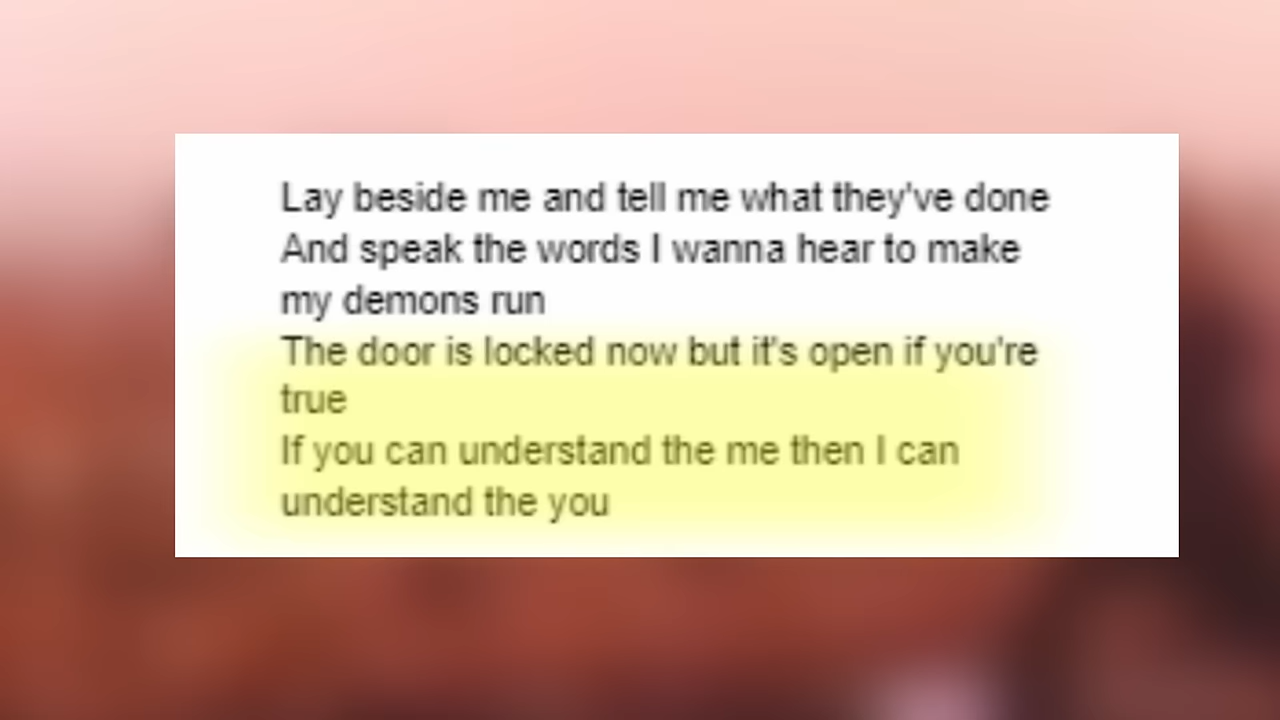 Lay beside me and tell me what they've done
And speak the words I wanna hear to make
my demons run
The door is locked now but it's open if you're
true
If you can understand the me then I can
understand the you